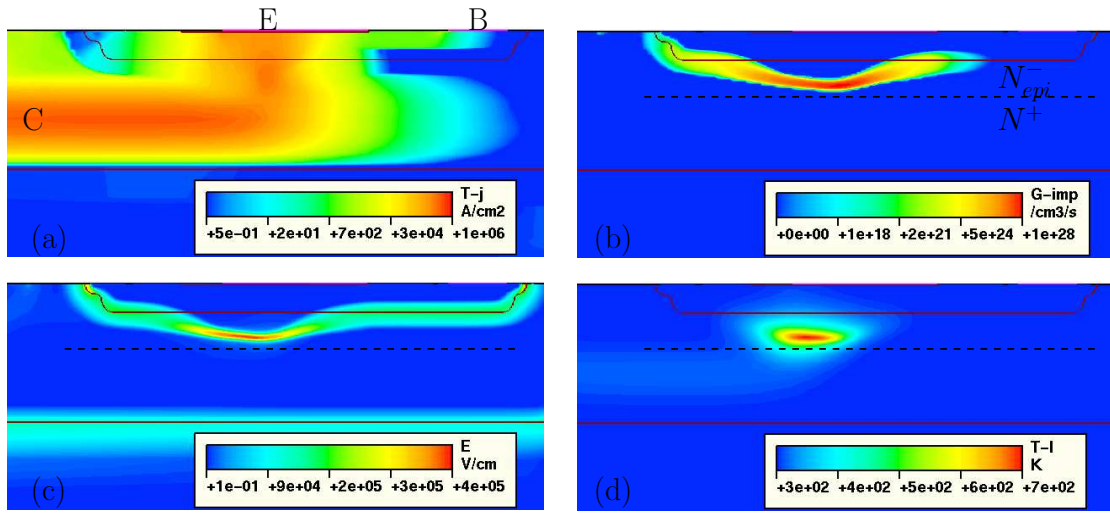 E
B
C
T-j
A/cm2
+5e-01 +2e+01 +7e+02 +3e+04 +1e+06
(a)
N⁻epi
N⁺
G-imp
/cm3/s
+0e+00 +1e+18 +2e+21 +5e+24 +1e+28
(b)
E
V/cm
+1e-01 +9e+04 +2e+05 +3e+05 +4e+05
(c)
T-l
K
+3e+02 +4e+02 +5e+02 +6e+02 +7e+02
(d)